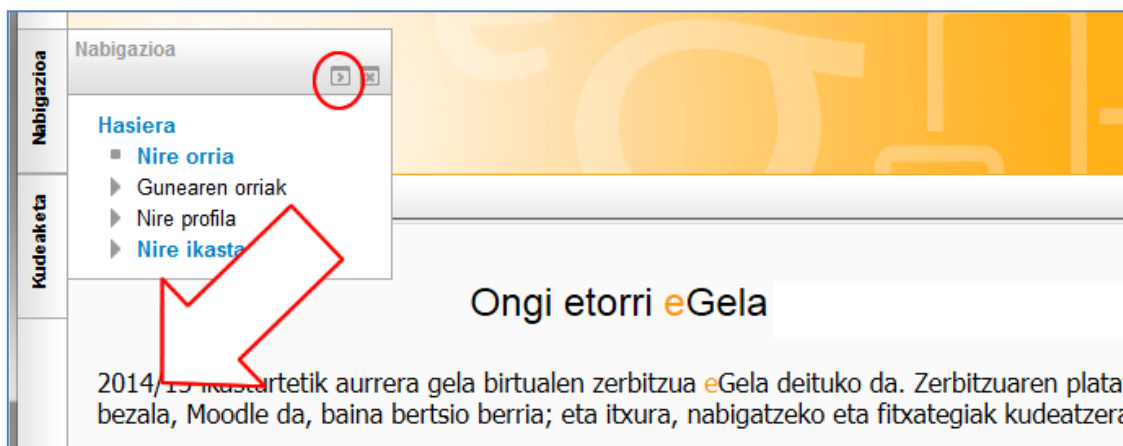 Nabigazioa
Kudeaketa
Nabigazioa
Hasiera
Nire orria
Gunearen orriak
Nire profila
Nire ikasta
Ongi etorri eGela
2014/15 ikasturtetik aurrera gela birtualen zerbitzua eGela deituko da. Zerbitzuaren plata
bezala, Moodle da, baina bertsio berria; eta itxura, nabigatzeko eta fitxategiak kudeatzera